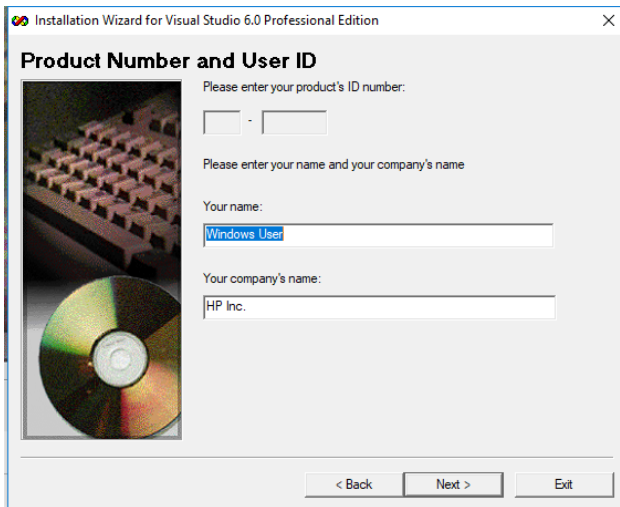 Installation Wizard for Visual Studio 6.0 Professional Edition
Product Number and User ID
Please enter your product's ID number:
-
Please enter your name and your company's name
Your name:
Windows User
Your company's name:
HP Inc.
< Back
Next >
Exit